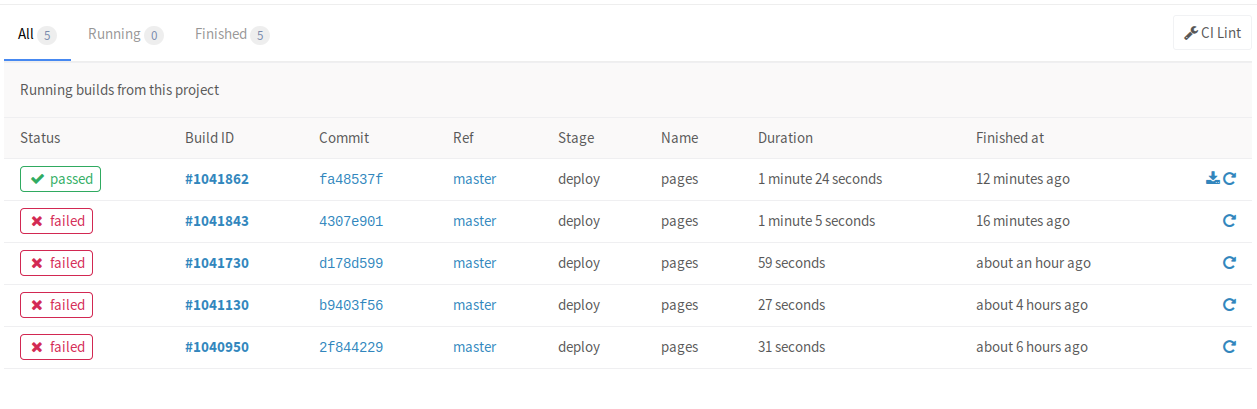 All 5 Running 0 Finished 5 CI Lint
Running builds from this project
Status Build ID Commit Ref Stage Name Duration Finished at
passed #1041862 fa48537f master deploy pages 1 minute 24 seconds 12 minutes ago
failed #1041843 4307e901 master deploy pages 1 minute 5 seconds 16 minutes ago
failed #1041730 d178d599 master deploy pages 59 seconds about an hour ago
failed #1041130 b9403f56 master deploy pages 27 seconds about 4 hours ago
failed #1040950 2f844229 master deploy pages 31 seconds about 6 hours ago